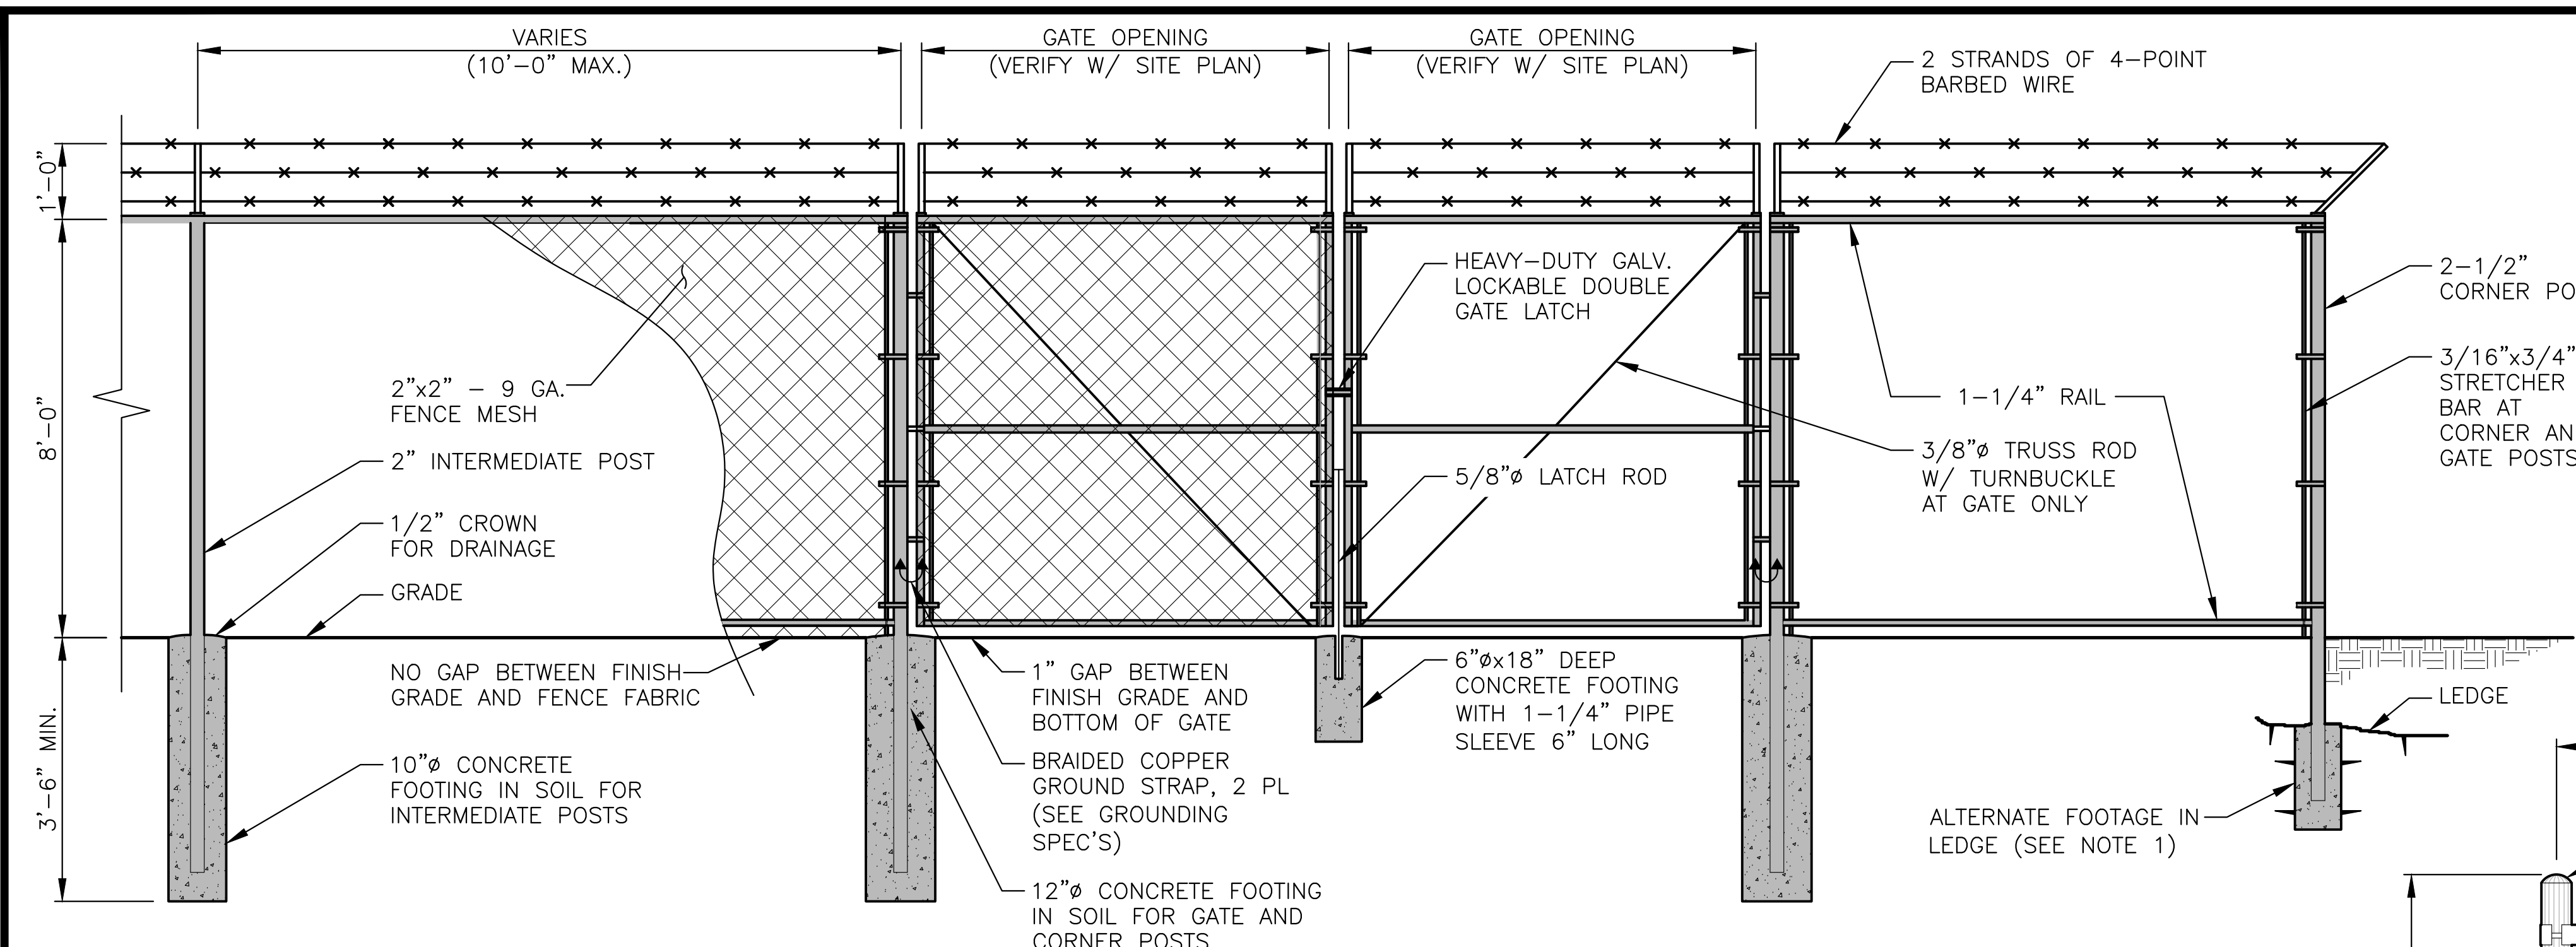 VARIES
(10'-0" MAX.)
GATE OPENING
(VERIFY W/ SITE PLAN)
GATE OPENING
(VERIFY W/ SITE PLAN)
2 STRANDS OF 4-POINT
BARBED WIRE
1'-0"
8'-0"
3'-6" MIN.
2"x2" - 9 GA.
FENCE MESH
2" INTERMEDIATE POST
1/2" CROWN
FOR DRAINAGE
GRADE
NO GAP BETWEEN FINISH
GRADE AND FENCE FABRIC
10"ø CONCRETE
FOOTING IN SOIL FOR
INTERMEDIATE POSTS
1" GAP BETWEEN
FINISH GRADE AND
BOTTOM OF GATE
BRAIDED COPPER
GROUND STRAP, 2 PL
(SEE GROUNDING
SPEC'S)
12"ø CONCRETE FOOTING
IN SOIL FOR GATE AND
CORNER POSTS
HEAVY-DUTY GALV.
LOCKABLE DOUBLE
GATE LATCH
5/8"ø LATCH ROD
6"øx18" DEEP
CONCRETE FOOTING
WITH 1-1/4" PIPE
SLEEVE 6" LONG
1-1/4" RAIL
3/8"ø TRUSS ROD
W/ TURNBUCKLE
AT GATE ONLY
2-1/2"
CORNER PO
3/16"x3/4"
STRETCHER
BAR AT
CORNER AN
GATE POSTS
LEDGE
ALTERNATE FOOTAGE IN
LEDGE (SEE NOTE 1)